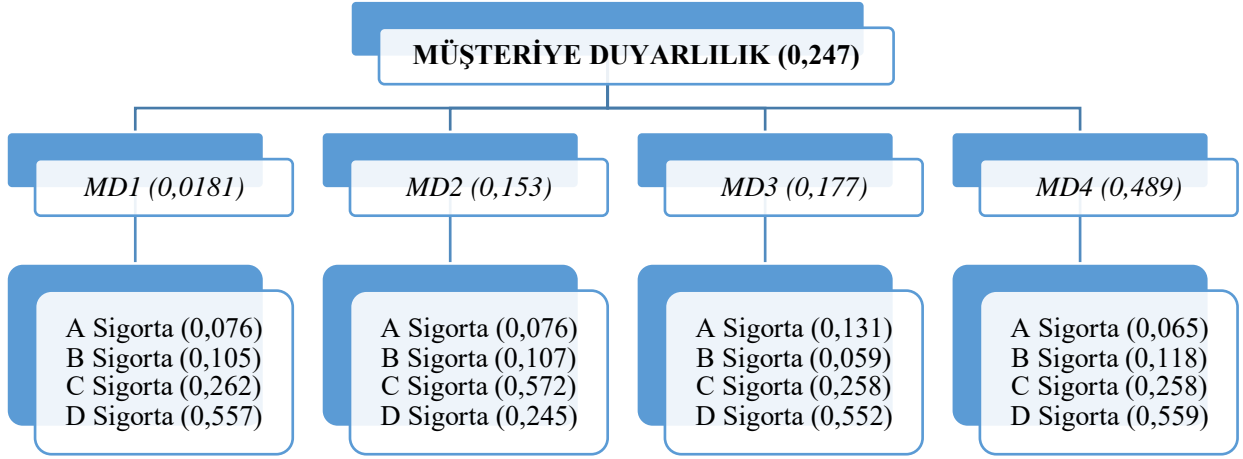 MÜŞTERİYE DUYARLILIK (0,247)
MD1 (0,0181)
MD2 (0,153)
MD3 (0,177)
MD4 (0,489)
A Sigorta (0,076)
B Sigorta (0,105)
C Sigorta (0,262)
D Sigorta (0,557)
A Sigorta (0,076)
B Sigorta (0,107)
C Sigorta (0,572)
D Sigorta (0,245)
A Sigorta (0,131)
B Sigorta (0,059)
C Sigorta (0,258)
D Sigorta (0,552)
A Sigorta (0,065)
B Sigorta (0,118)
C Sigorta (0,258)
D Sigorta (0,559)